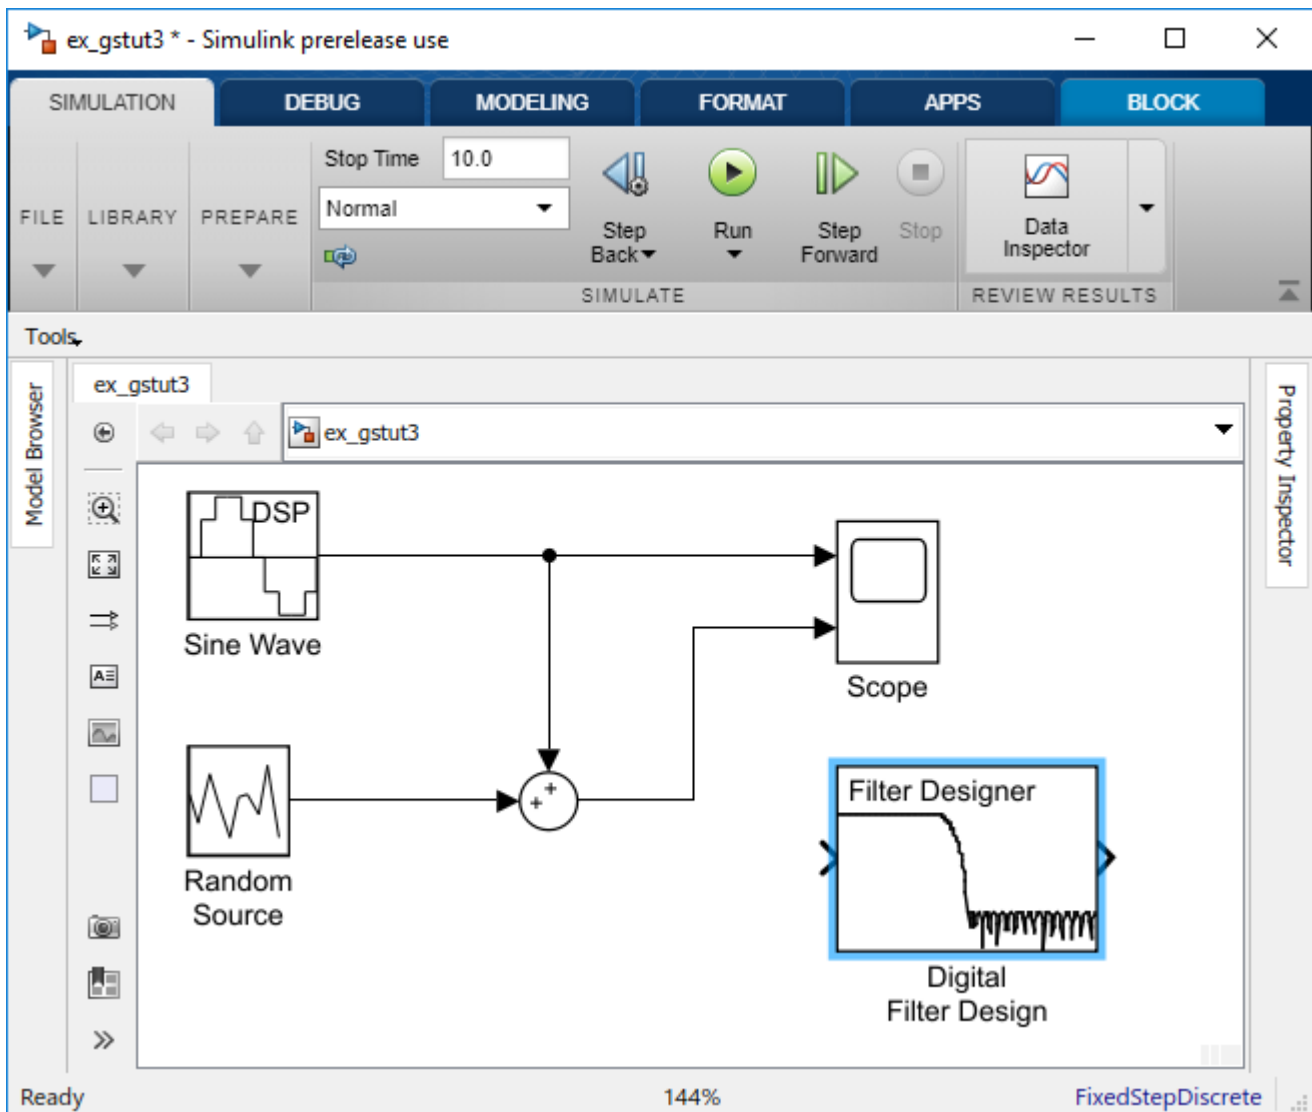 ex_gstut3 * - Simulink prerelease use
SIMULATION DEBUG MODELING FORMAT APPS BLOCK
FILE
LIBRARY
PREPARE
Stop Time 10.0
Normal
Step
Back
Run
Step
Forward
Stop
Data
Inspector
SIMULATE
REVIEW RESULTS
Tools
Model Browser
ex_gstut3
ex_gstut3
Property Inspector
DSP
Sine Wave
Scope
Random
Source
+
+
Filter Designer
Digital
Filter Design
A
Ready 144% FixedStepDiscrete